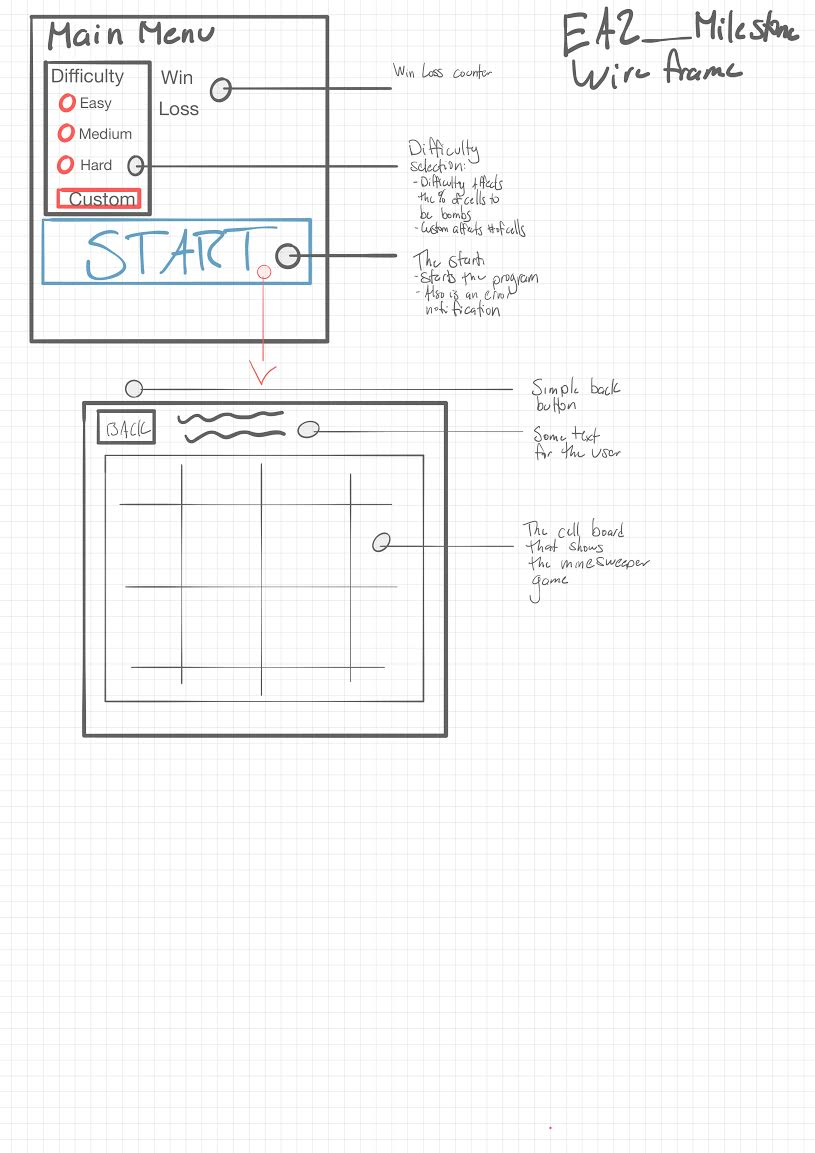 Main Menu
EA2__Milestone
Wire frame
Difficulty
Easy
Medium
Hard
Custom
Win
Loss
Win Loss counter
Difficulty
selection:
- Difficulty affects
the % of cells to
be bombs
- Custom affects # of cells
START
The start
- Starts the program
- Also is an error
notification
Simple back
button
BACK
Some text
for the user
The cell board
that shows
the minesweeper
game